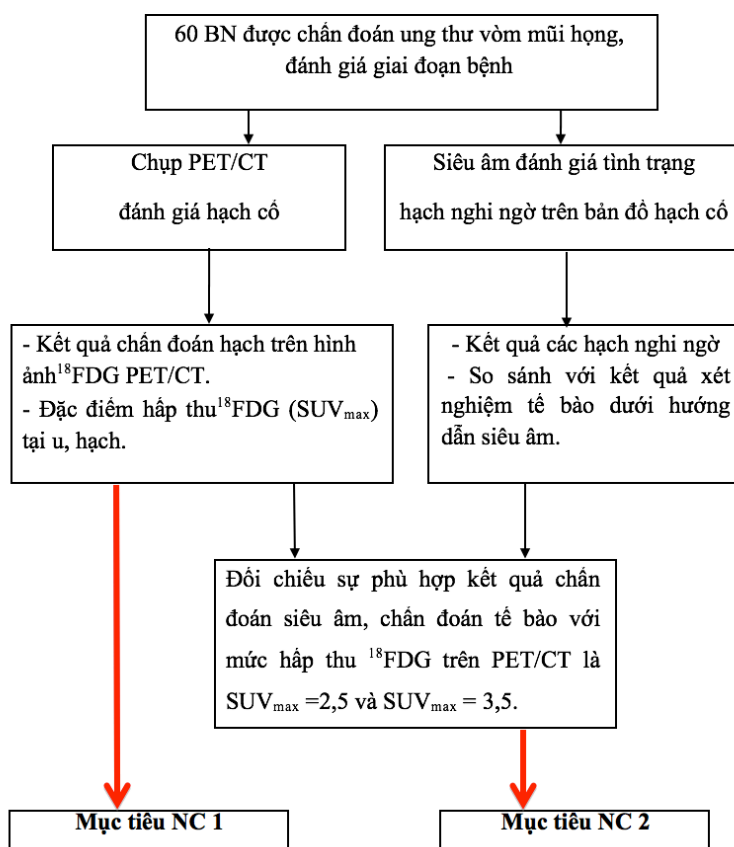 60 BN được chẩn đoán ung thư vòm mũi họng,
đánh giá giai đoạn bệnh
Chụp PET/CT
đánh giá hạch cổ
Siêu âm đánh giá tình trạng
hạch nghi ngờ trên bản đồ hạch cổ
- Kết quả chẩn đoán hạch trên hình
ảnh¹⁸FDG PET/CT.
- Đặc điểm hấp thu¹⁸FDG (SUVmax)
tại u, hạch.
- Kết quả các hạch nghi ngờ
- So sánh với kết quả xét
nghiệm tế bào dưới hướng
dẫn siêu âm.
Đối chiếu sự phù hợp kết quả chẩn
đoán siêu âm, chẩn đoán tế bào với
mức hấp thu ¹⁸FDG trên PET/CT là
SUVmax =2,5 và SUVmax = 3,5.
Mục tiêu NC 1
Mục tiêu NC 2